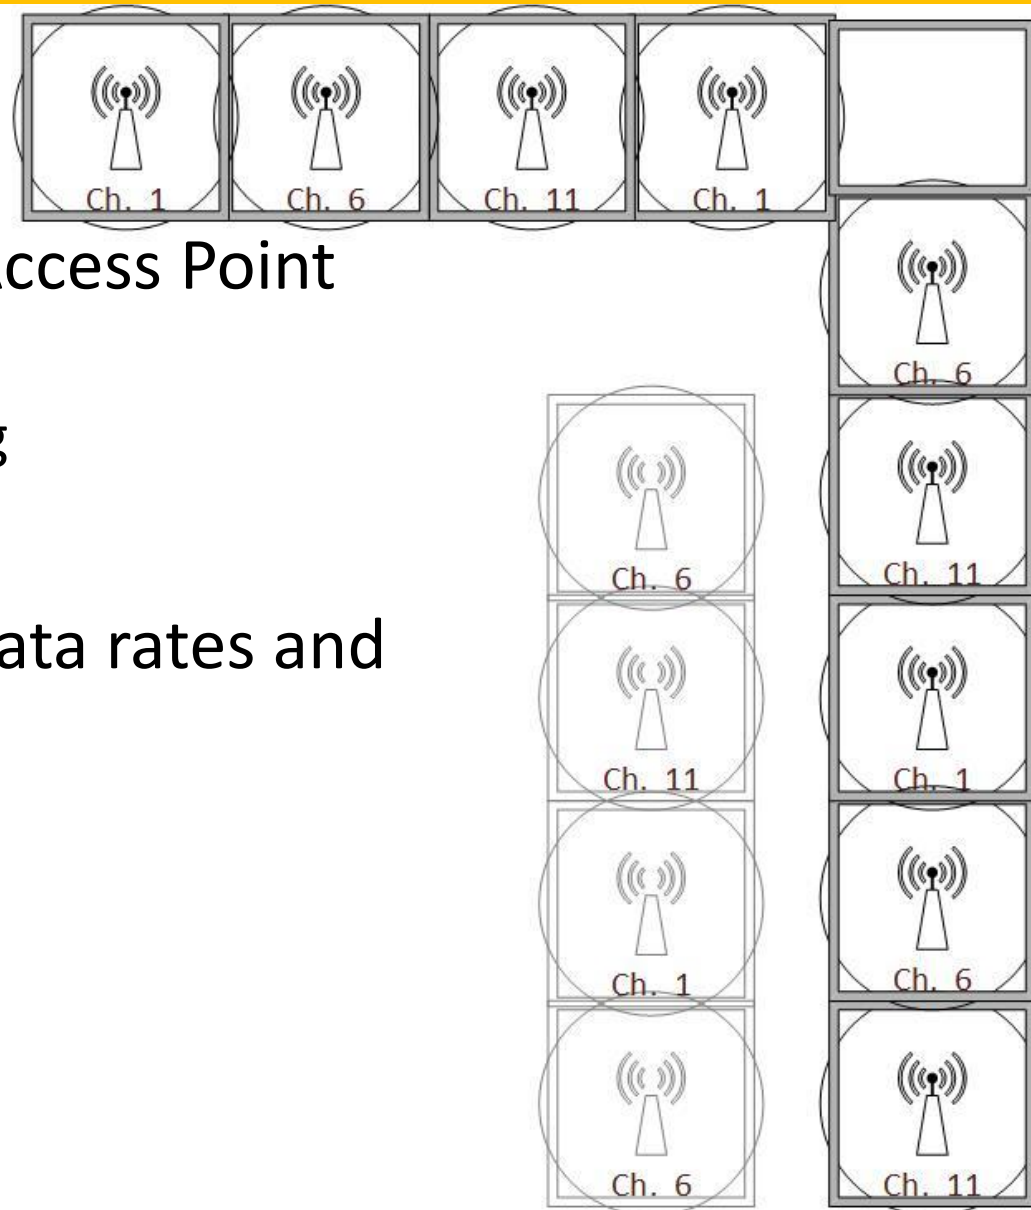 Ch. 1 Ch. 6 Ch. 11 Ch. 1
Access Point
Ch. 6
g
Ch. 6 Ch. 11
ata rates and
Ch. 11 Ch. 1
Ch. 1 Ch. 6
Ch. 6 Ch. 11